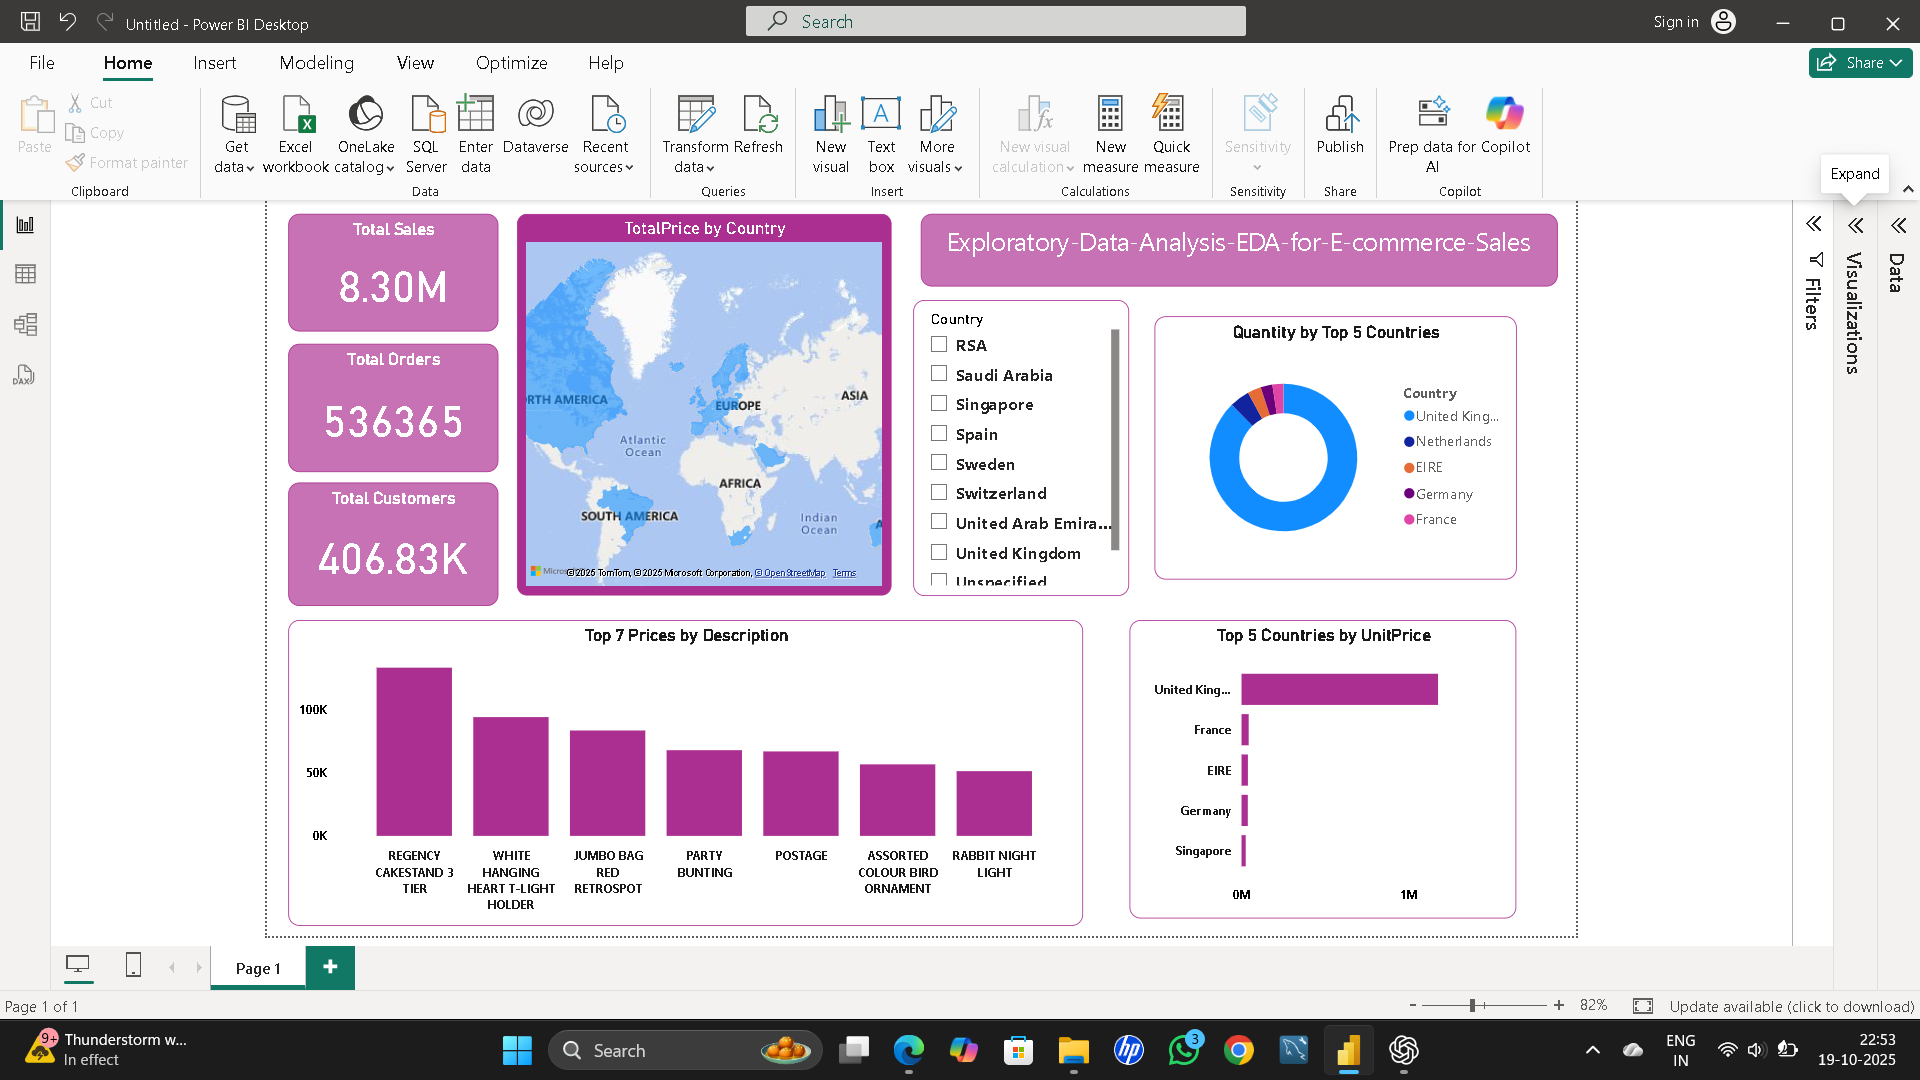 Untitled - Power BI Desktop
Search
Sign in
File
Home
Insert
Modeling
View
Optimize
Help
Share
Paste
Cut
Copy
Format painter
Clipboard
Get data
Excel workbook
OneLake catalog
SQL Server
Enter data
Dataverse
Recent sources
Data
Transform data
Refresh
Queries
New visual
Text box
More visuals
Insert
New visual calculation
New measure
Quick measure
Calculations
Sensitivity
Sensitivity
Publish
Share
Prep data for AI
Copilot
Copilot
Expand
DAX
Total Sales
8.30M
Total Orders
536365
Total Customers
406.83K
TotalPrice by Country
RTH AMERICA
EUROPE
ASIA
Atlantic
Ocean
AFRICA
SOUTH AMERICA
Indian
Ocean
A
© 2025 TomTom, © 2025 Microsoft Corporation, © OpenStreetMap Terms
Exploratory-Data-Analysis-EDA-for-E-commerce-Sales
Country
RSA
Saudi Arabia
Singapore
Spain
Sweden
Switzerland
United Arab Emira...
United Kingdom
Unspecified
Quantity by Top 5 Countries
Country
United King...
Netherlands
EIRE
Germany
France
Filters
Visualizations
Data
Top 7 Prices by Description
100K
50K
0K
REGENCY CAKESTAND 3 TIER
WHITE HANGING HEART T-LIGHT HOLDER
JUMBO BAG RED RETROSPOT
PARTY BUNTING
POSTAGE
ASSORTED COLOUR BIRD ORNAMENT
RABBIT NIGHT LIGHT
Top 5 Countries by UnitPrice
United King...
France
EIRE
Germany
Singapore
0M
1M
Page 1
Page 1 of 1
82%
Update available (click to download)
9+
Thunderstorm w...
In effect
Search
hp
3
ENG
IN
22:53
19-10-2025